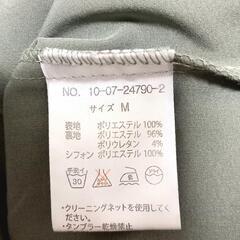 NO. 10-07-24790-2
サイズ M
表地 ポリエステル 100%
裏地 ポリエステル 96%
ポリウレタン 4%
シフォン ポリエステル 100%
手洗イ
30
・クリーニングネットを使用してくだ
さい
・タンブラー乾燥禁止